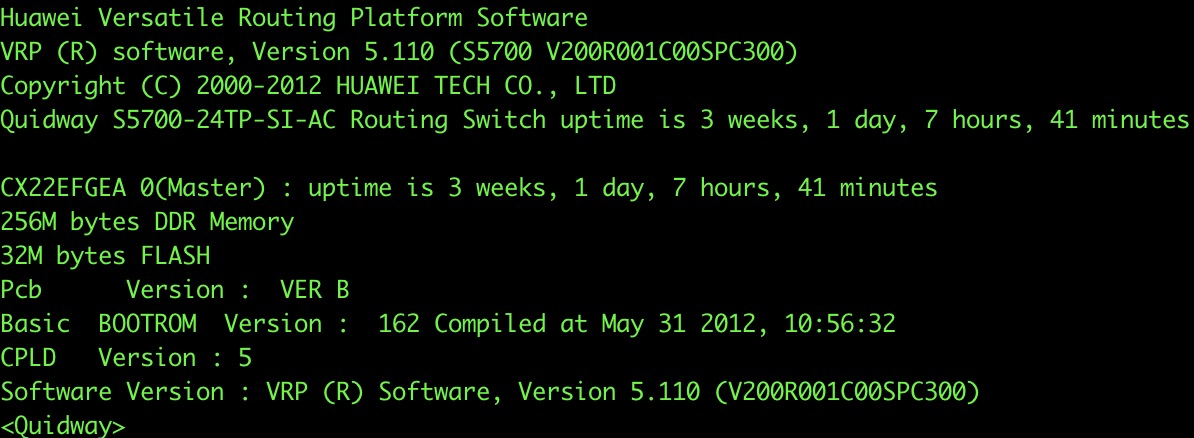 Huawei Versatile Routing Platform Software
VRP (R) software, Version 5.110 (S5700 V200R001C00SPC300)
Copyright (C) 2000-2012 HUAWEI TECH CO., LTD
Quidway S5700-24TP-SI-AC Routing Switch uptime is 3 weeks, 1 day, 7 hours, 41 minutes

CX22EFGEA 0(Master) : uptime is 3 weeks, 1 day, 7 hours, 41 minutes
256M bytes DDR Memory
32M bytes FLASH
Pcb      Version :  VER B
Basic  BOOTROM  Version :  162 Compiled at May 31 2012, 10:56:32
CPLD   Version : 5
Software Version : VRP (R) Software, Version 5.110 (V200R001C00SPC300)
<Quidway>